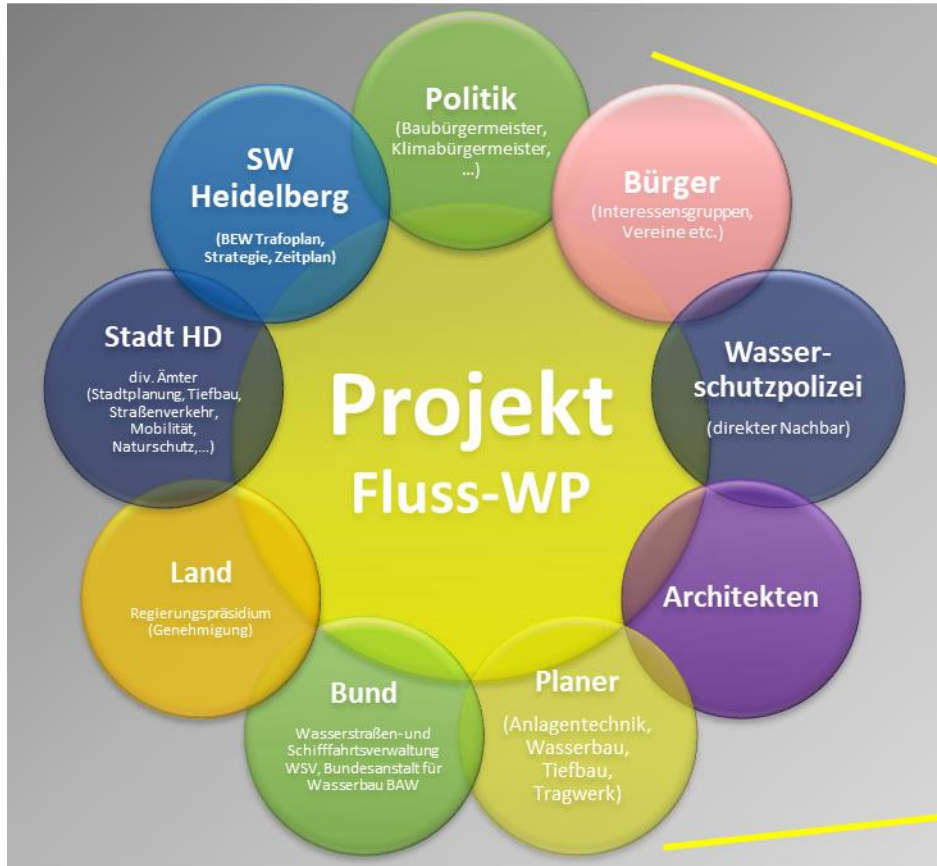 Politik
(Baubürgermeister,
Klimabürgermeister,
...)
Bürger
(Interessensgruppen,
Vereine etc.)
Wasser-
schutzpolizei
(direkter Nachbar)
Architekten
Planer
(Anlagentechnik,
Wasserbau,
Tiefbau,
Tragwerk)
Bund
Wasserstraßen- und
Schifffahrtsverwaltung
WSV, Bundesanstalt für
Wasserbau BAW
Land
Regierungspräsidium
(Genehmigung)
Stadt HD
div. Ämter
(Stadtplanung, Tiefbau,
Straßenverkehr,
Mobilität,
Naturschutz,...)
SW
Heidelberg
(BEW Trafoplan,
Strategie, Zeitplan)
Projekt
Fluss-WP